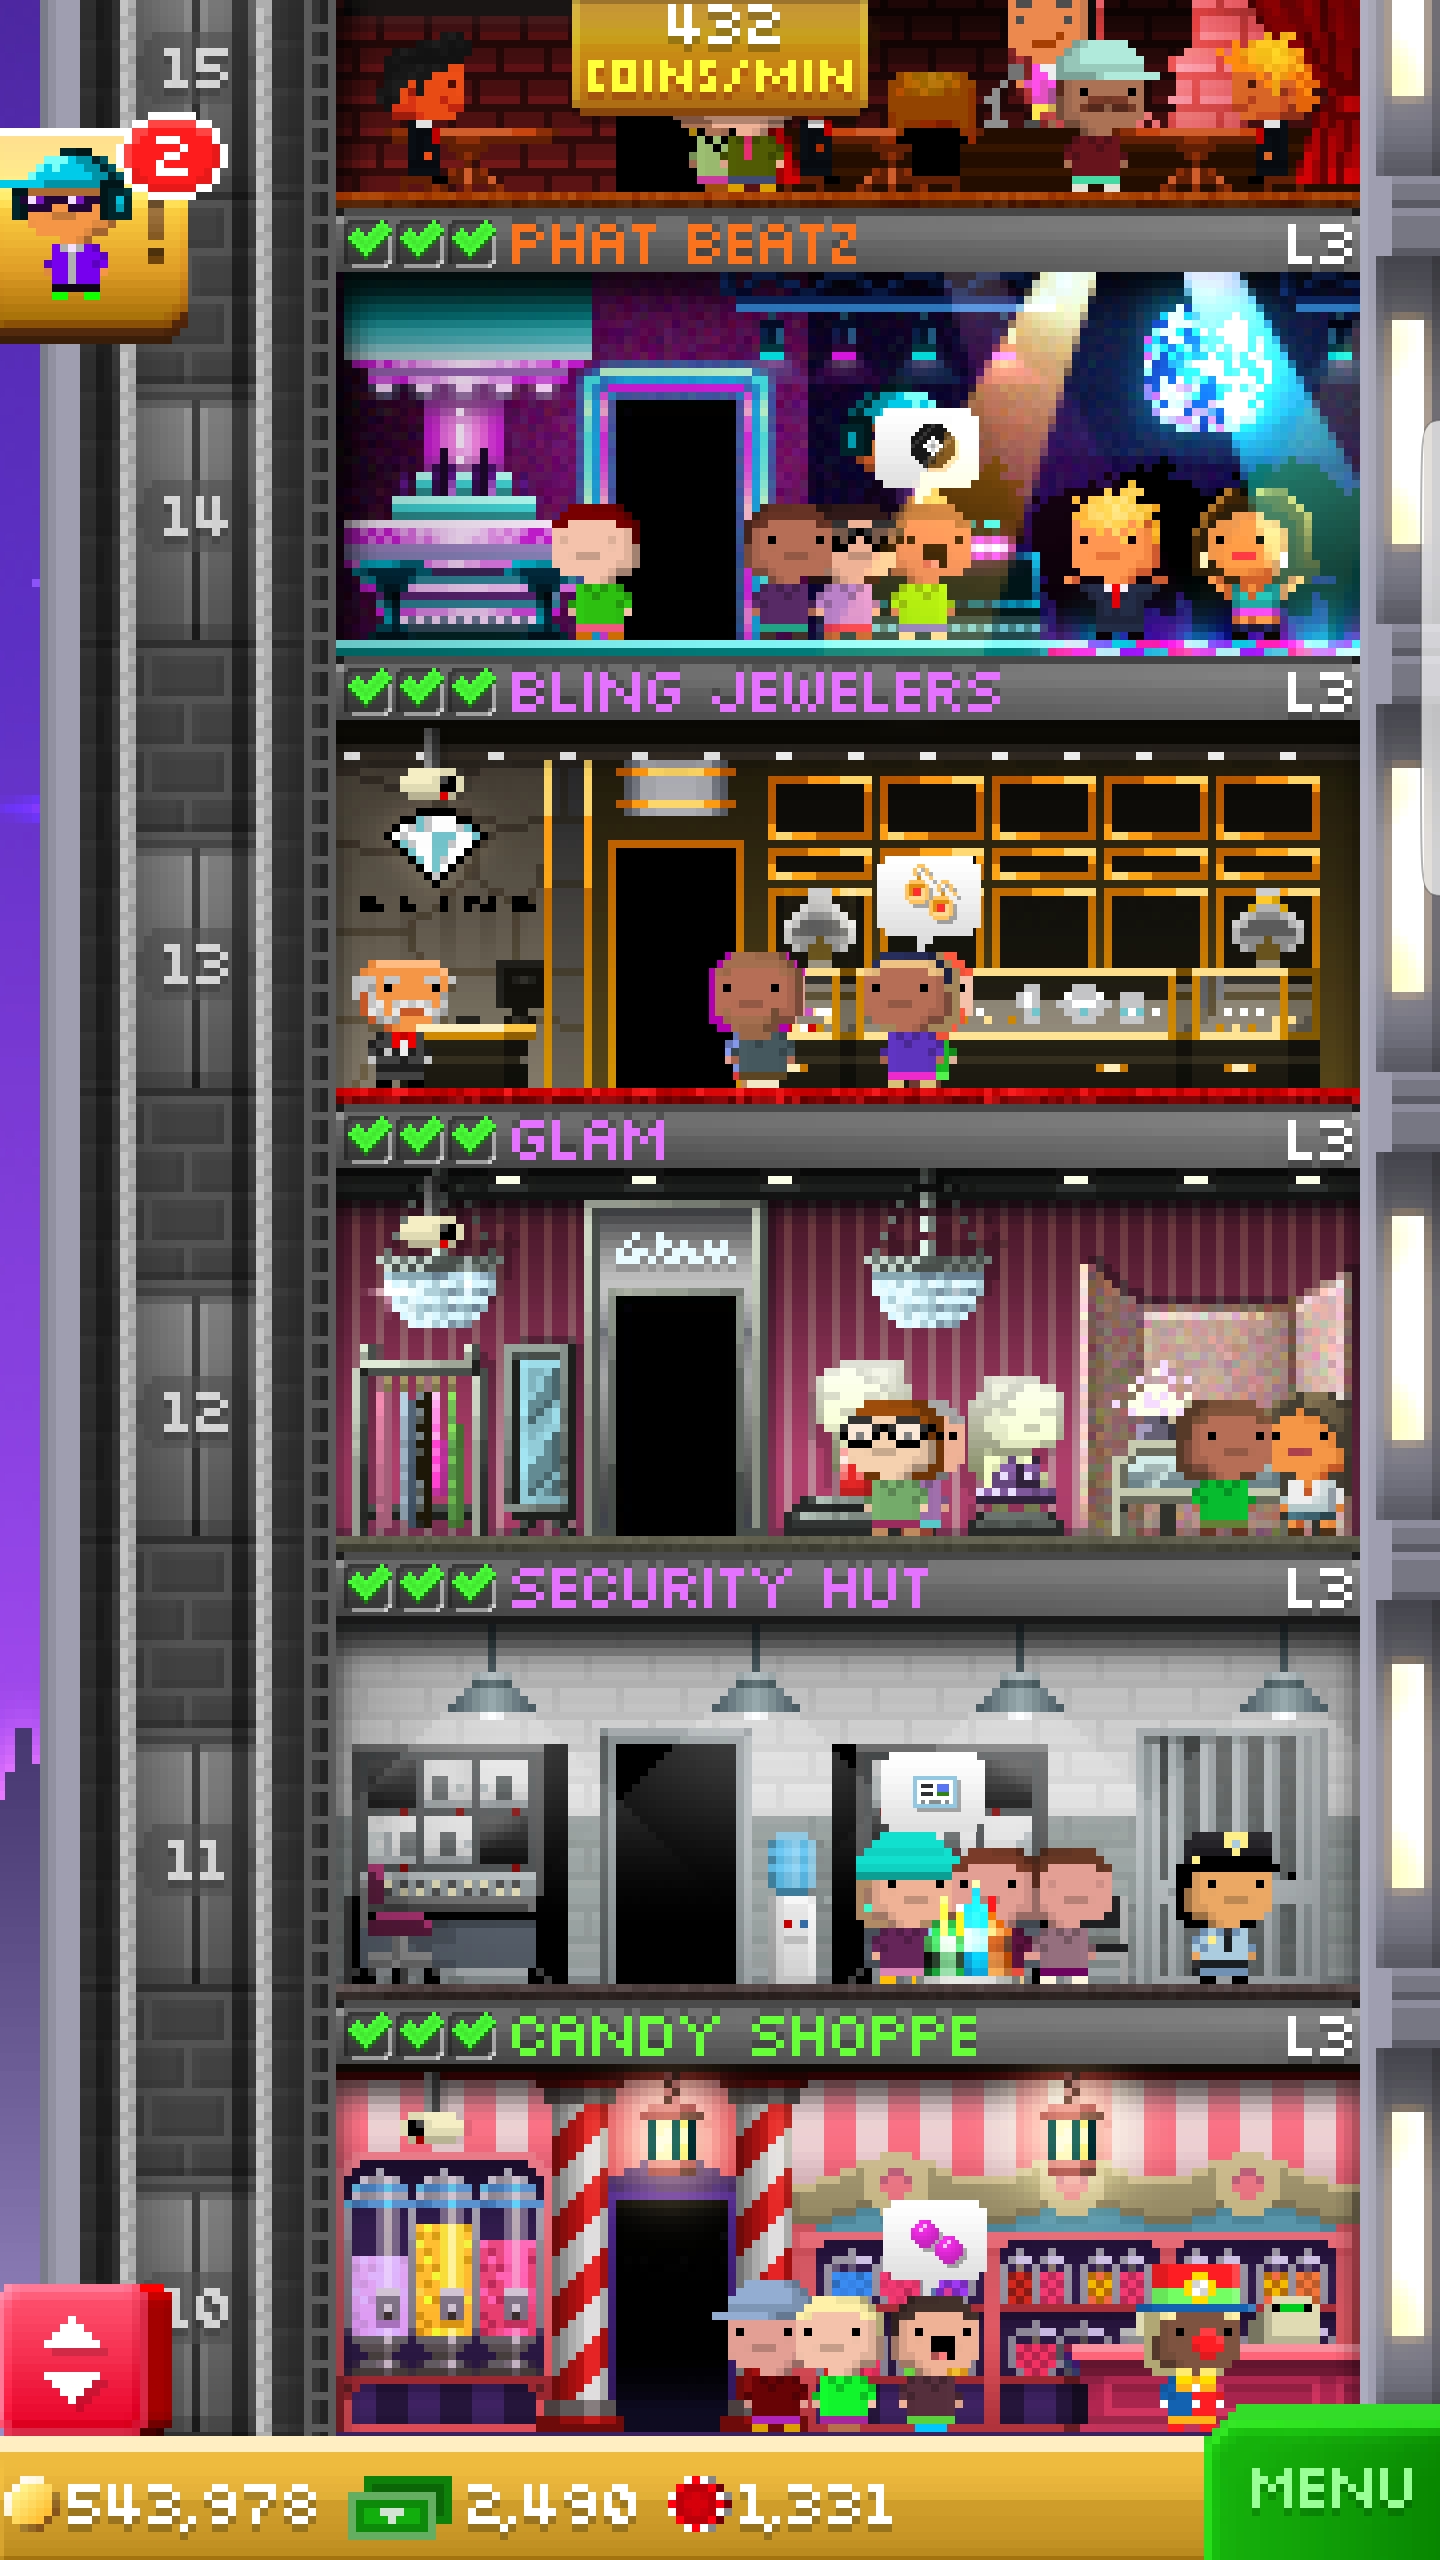 432
COINS/MIN
15
2
PHAT BEATZ L3
14
BLING JEWELERS L3
BLING
13
GLAM L3
Glam
12
SECURITY HUT L3
11
CANDY SHOPPE L3
10
543,978 2,490 1,331
MENU